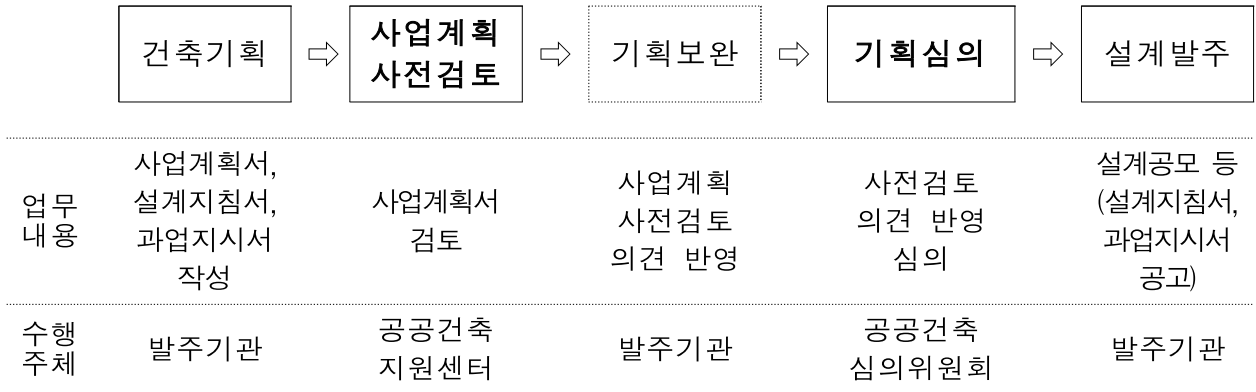 건축기획 ⇨ 사업계획 사전검토 ⇨ 기획보완 ⇨ 기획심의 ⇨ 설계발주
업무
내용
사업계획서,
설계지침서,
과업지시서
작성
사업계획서
검토
사업계획
사전검토
의견 반영
사전검토
의견 반영
심의
설계공모 등
(설계지침서,
과업지시서
공고)
수행
주체
발주기관
공공건축
지원센터
발주기관
공공건축
심의위원회
발주기관